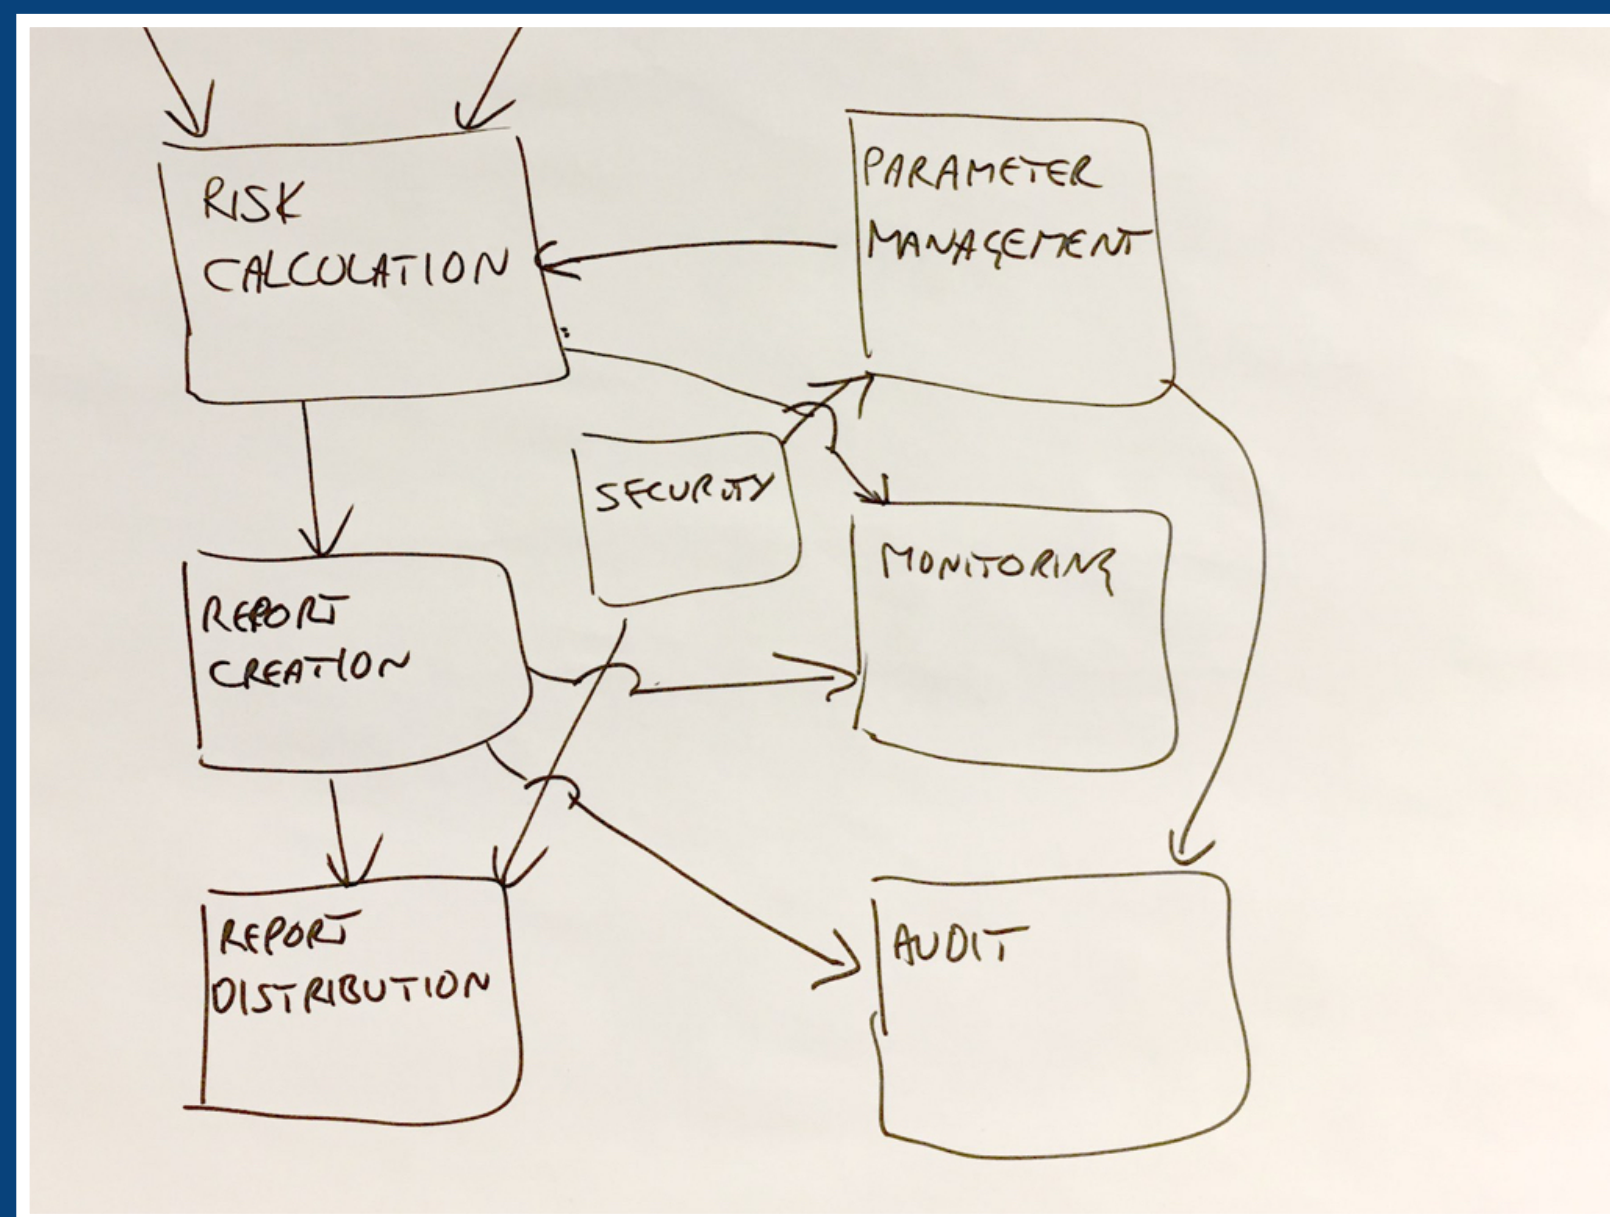 RISK
CALCULATION
PARAMETER
MANAGEMENT
SECURITY
MONITORING
REPORT
CREATION
REPORT
DISTRIBUTION
AUDIT